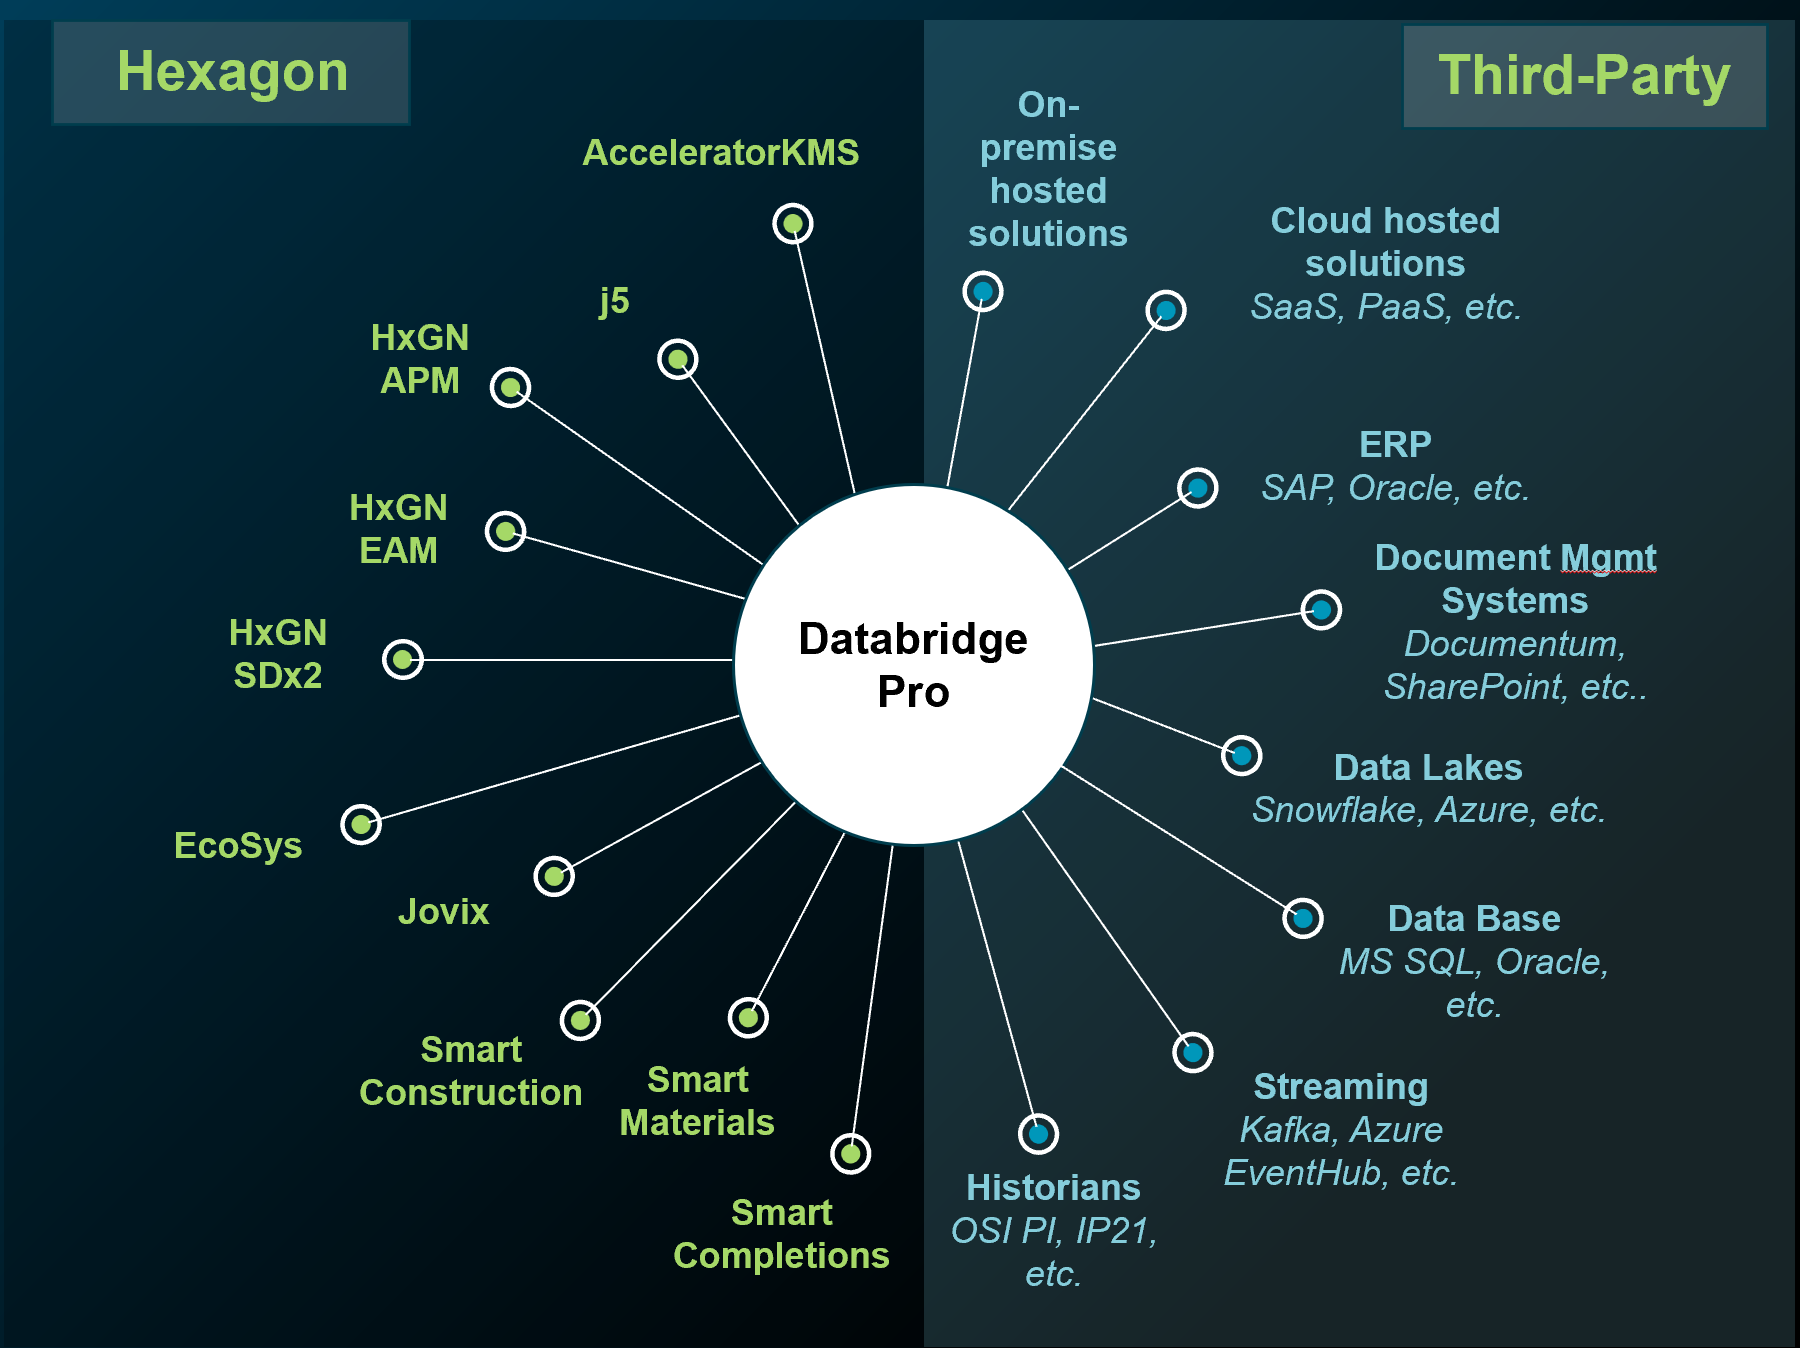 Hexagon
Third-Party
AcceleratorKMS
j5
HxGN
APM
HxGN
EAM
HxGN
SDx2
EcoSys
Jovix
Smart
Construction
Smart
Materials
Smart
Completions
Databridge
Pro
On-
premise
hosted
solutions
Cloud hosted
solutions
SaaS, PaaS, etc.
ERP
SAP, Oracle, etc.
Document Mgmt
Systems
Documentum,
SharePoint, etc..
Data Lakes
Snowflake, Azure, etc.
Data Base
MS SQL, Oracle,
etc.
Streaming
Kafka, Azure
EventHub, etc.
Historians
OSI PI, IP21,
etc.